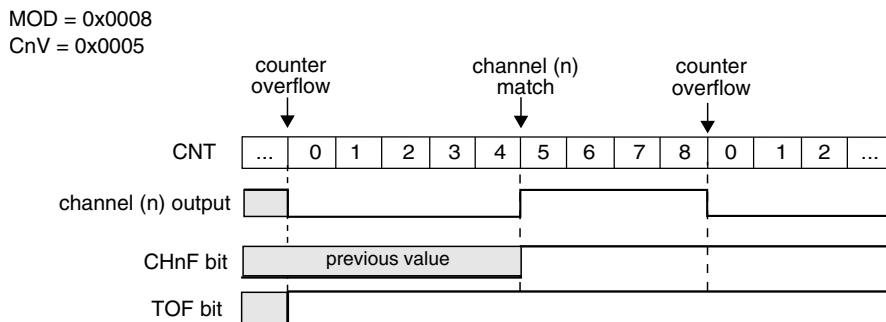 MOD = 0x0008
CnV = 0x0005
counter
overflow
channel (n)
match
counter
overflow
CNT ... 0 1 2 3 4 5 6 7 8 0 1 2 ...
channel (n) output
CHnF bit previous value
TOF bit